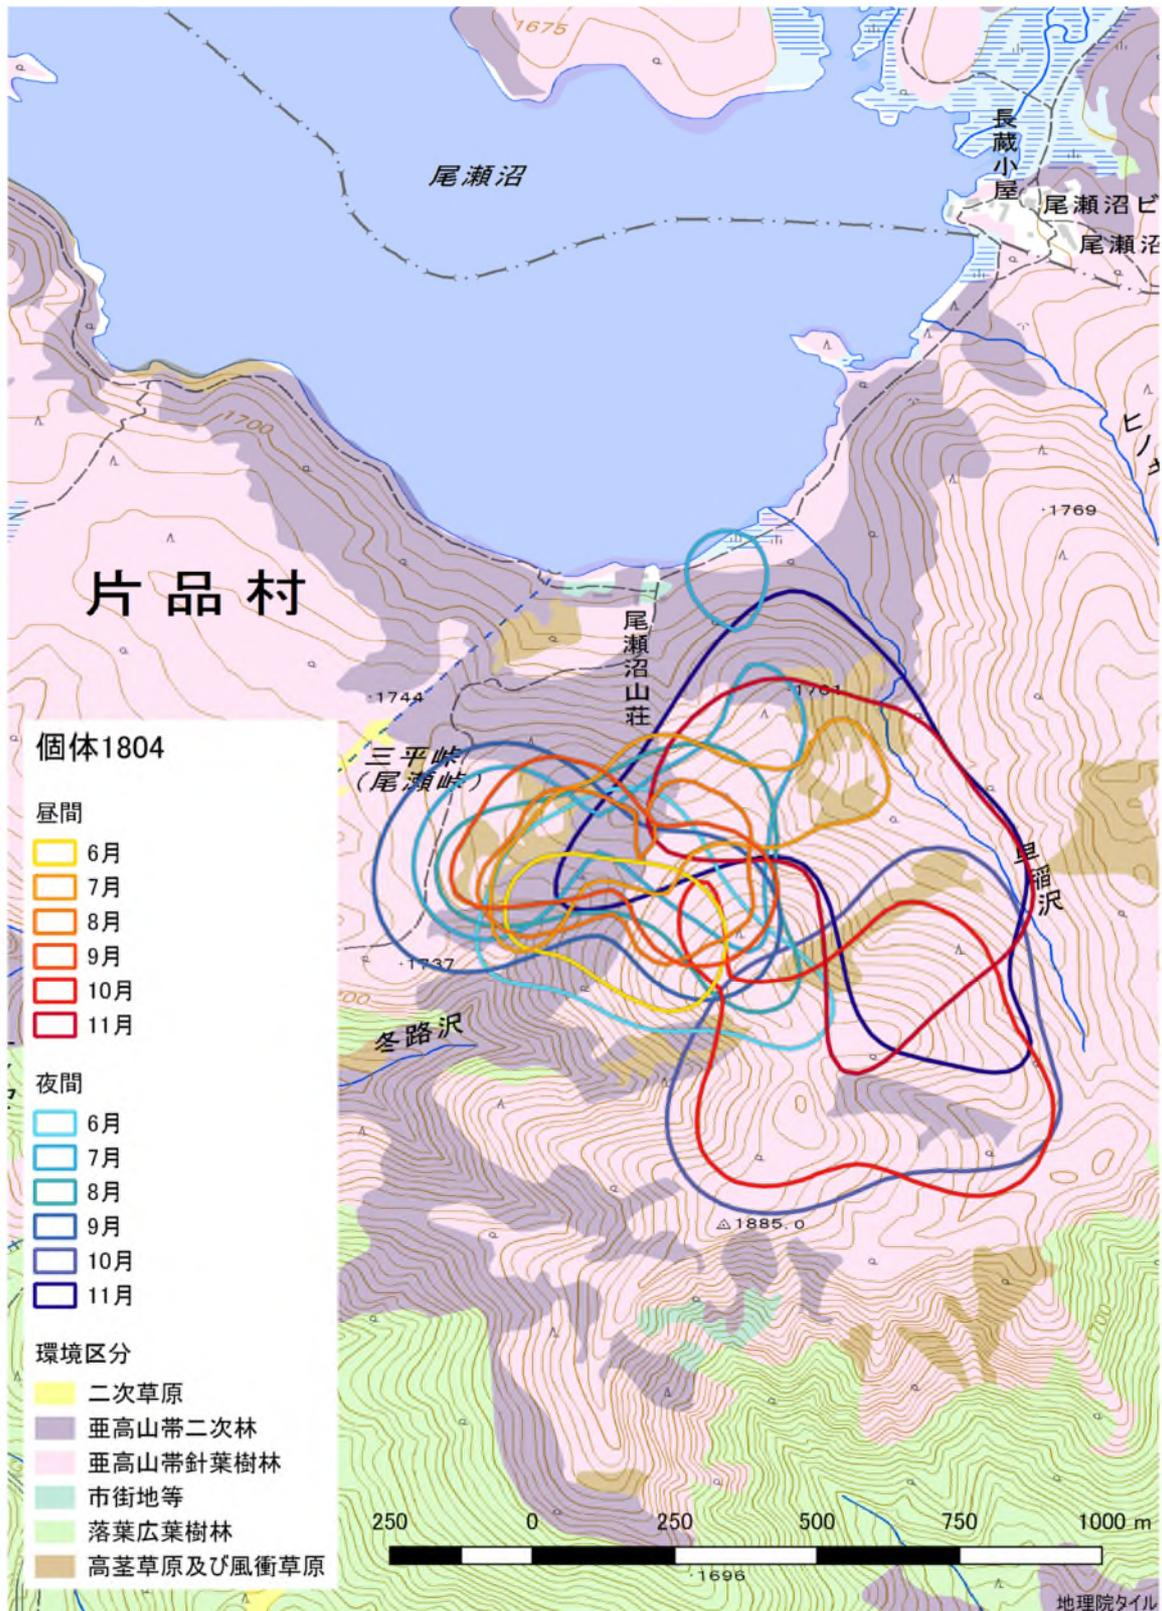 1675
長蔵小屋
尾瀬沼
尾瀬沼ビ
尾瀬沼
1700
ヒノキ
1769
片品村
尾瀬沼山荘
1744
1761
三平峠
(尾瀬峠)
早稲沢
1737
冬路沢
1885.0
1700
個体1804
昼間
6月
7月
8月
9月
10月
11月
夜間
6月
7月
8月
9月
10月
11月
環境区分
二次草原
亜高山帯二次林
亜高山帯針葉樹林
市街地等
落葉広葉樹林
高茎草原及び風衝草原
250 0 250 500 750 1000 m
1696
地理院タイル